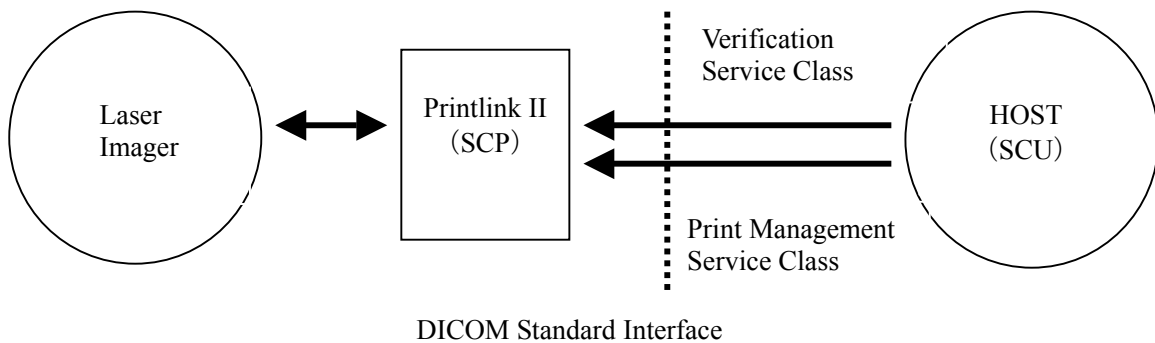 Laser
Imager
Printlink II
（SCP）
Verification
Service Class
HOST
（SCU）
Print Management
Service Class
DICOM Standard Interface